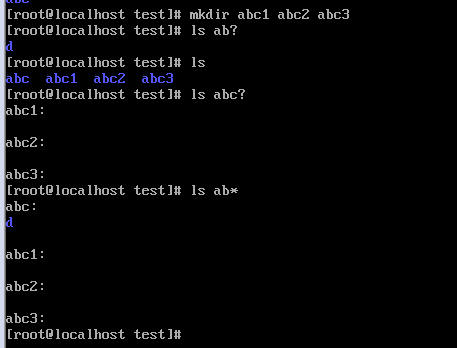 abc
[root@localhost test]# mkdir abc1 abc2 abc3
[root@localhost test]# ls ab?
d
[root@localhost test]# ls
abc abc1 abc2 abc3
[root@localhost test]# ls abc?
abc1:
abc2:
abc3:
[root@localhost test]# ls ab*
abc:
d
abc1:
abc2:
abc3:
[root@localhost test]#